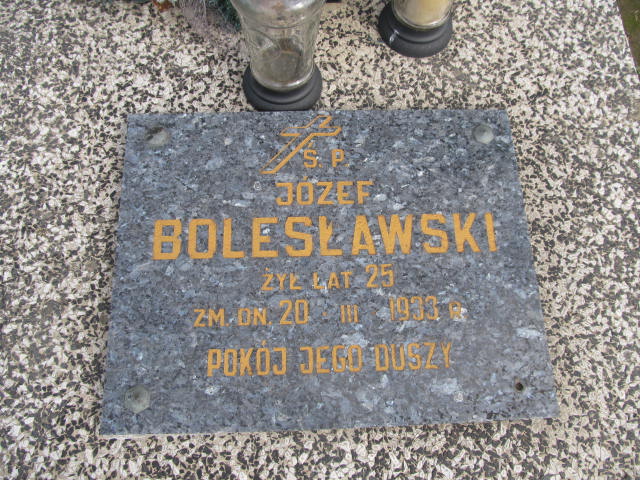 Ś. P.
JÓZEF
BOLESŁAWSKI
ŻYŁ LAT 25
ZM. DN. 20 - III - 1933 R.
POKÓJ JEGO DUSZY